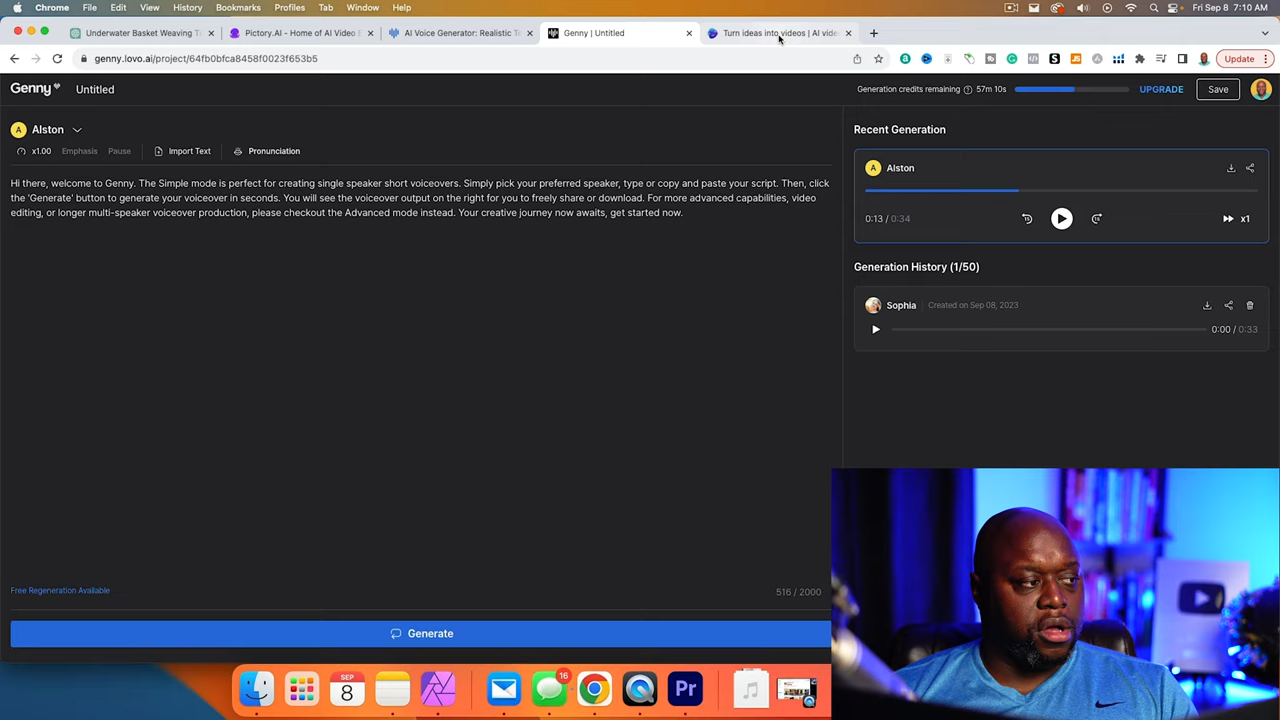 Chrome File Edit View History Bookmarks Profiles Tab Window Help
Fri Sep 8 7:10 AM
Underwater Basket Weaving T
Pictory.AI - Home of AI Video E
AI Voice Generator: Realistic Te
Genny | Untitled
Turn ideas into videos | AI vide
genny.lovo.ai/project/64fb0bfca8458f0023f653b5
Update
Genny
Untitled
Generation credits remaining 57m 10s
UPGRADE
Save
A Alston
x1.00 Emphasis Pause Import Text Pronunciation
Hi there, welcome to Genny. The Simple mode is perfect for creating single speaker short voiceovers. Simply pick your preferred speaker, type or copy and paste your script. Then, click
the 'Generate' button to generate your voiceover in seconds. You will see the voiceover output on the right for you to freely share or download. For more advanced capabilities, video
editing, or longer multi-speaker voiceover production, please checkout the Advanced mode instead. Your creative journey now awaits, get started now.
Recent Generation
A Alston
0:13 / 0:34
x1
Generation History (1/50)
Sophia Created on Sep 08, 2023
0:00 / 0:33
Free Regeneration Available
516 / 2000
Generate
SEP
8
16
Pr